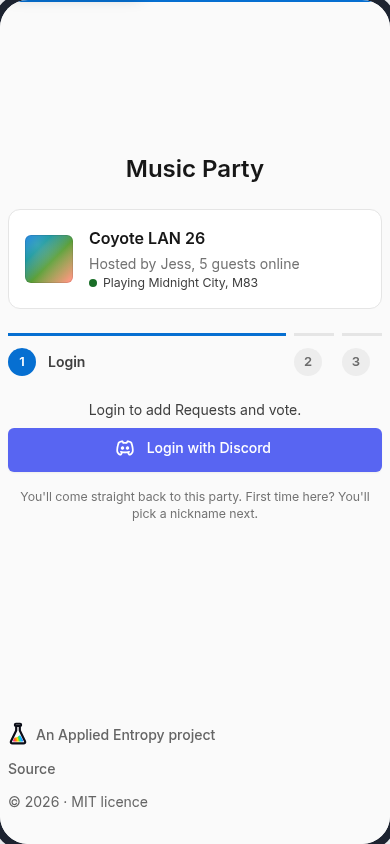 Music Party
Coyote LAN 26
Hosted by Jess, 5 guests online
Playing Midnight City, M83
1 Login 2 3
Login to add Requests and vote.
Login with Discord
You'll come straight back to this party. First time here? You'll
pick a nickname next.
An Applied Entropy project
Source
© 2026 · MIT licence